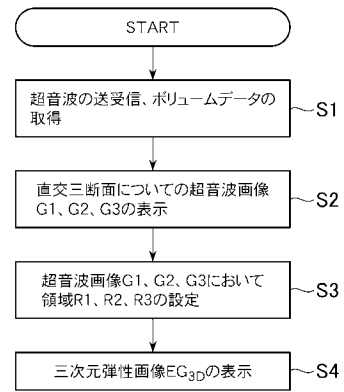 START
超音波の送受信、ボリュームデータの
取得
S1
直交三断面についての超音波画像
G1、G2、G3の表示
S2
超音波画像G1、G2、G3において
領域R1、R2、R3の設定
S3
三次元弾性画像EG3Dの表示
S4